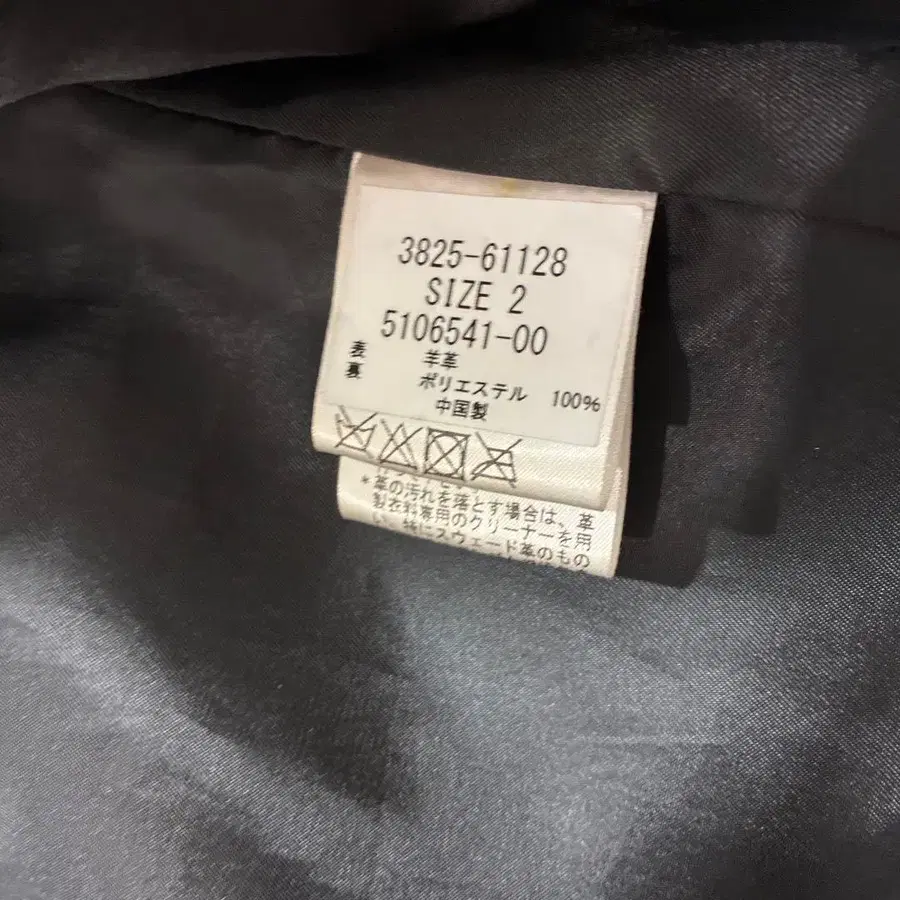 3825-61128
SIZE 2
5106541-00
表 羊革
裏 ポリエステル 100%
中国製
*革の汚れを落とす場合は、革
製衣料専用のクリーナーを用
い、特にスウェード革のもの